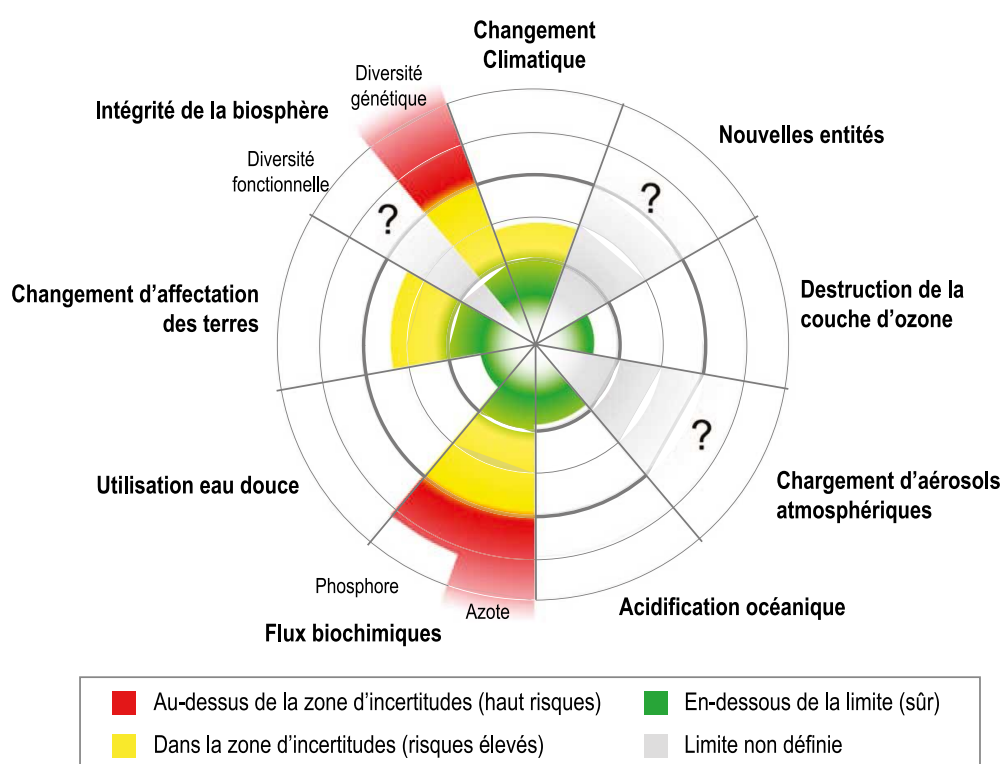 Changement
Climatique
Diversité
génétique
Intégrité de la biosphère
Nouvelles entités
Diversité
fonctionnelle
?
?
Changement d’affectation
des terres
Destruction de la
couche d’ozone
?
Utilisation eau douce
Chargement d’aérosols
atmosphériques
Phosphore
Azote
Acidification océanique
Flux biochimiques
Au-dessus de la zone d’incertitudes (haut risques)
En-dessous de la limite (sûr)
Dans la zone d’incertitudes (risques élevés)
Limite non définie